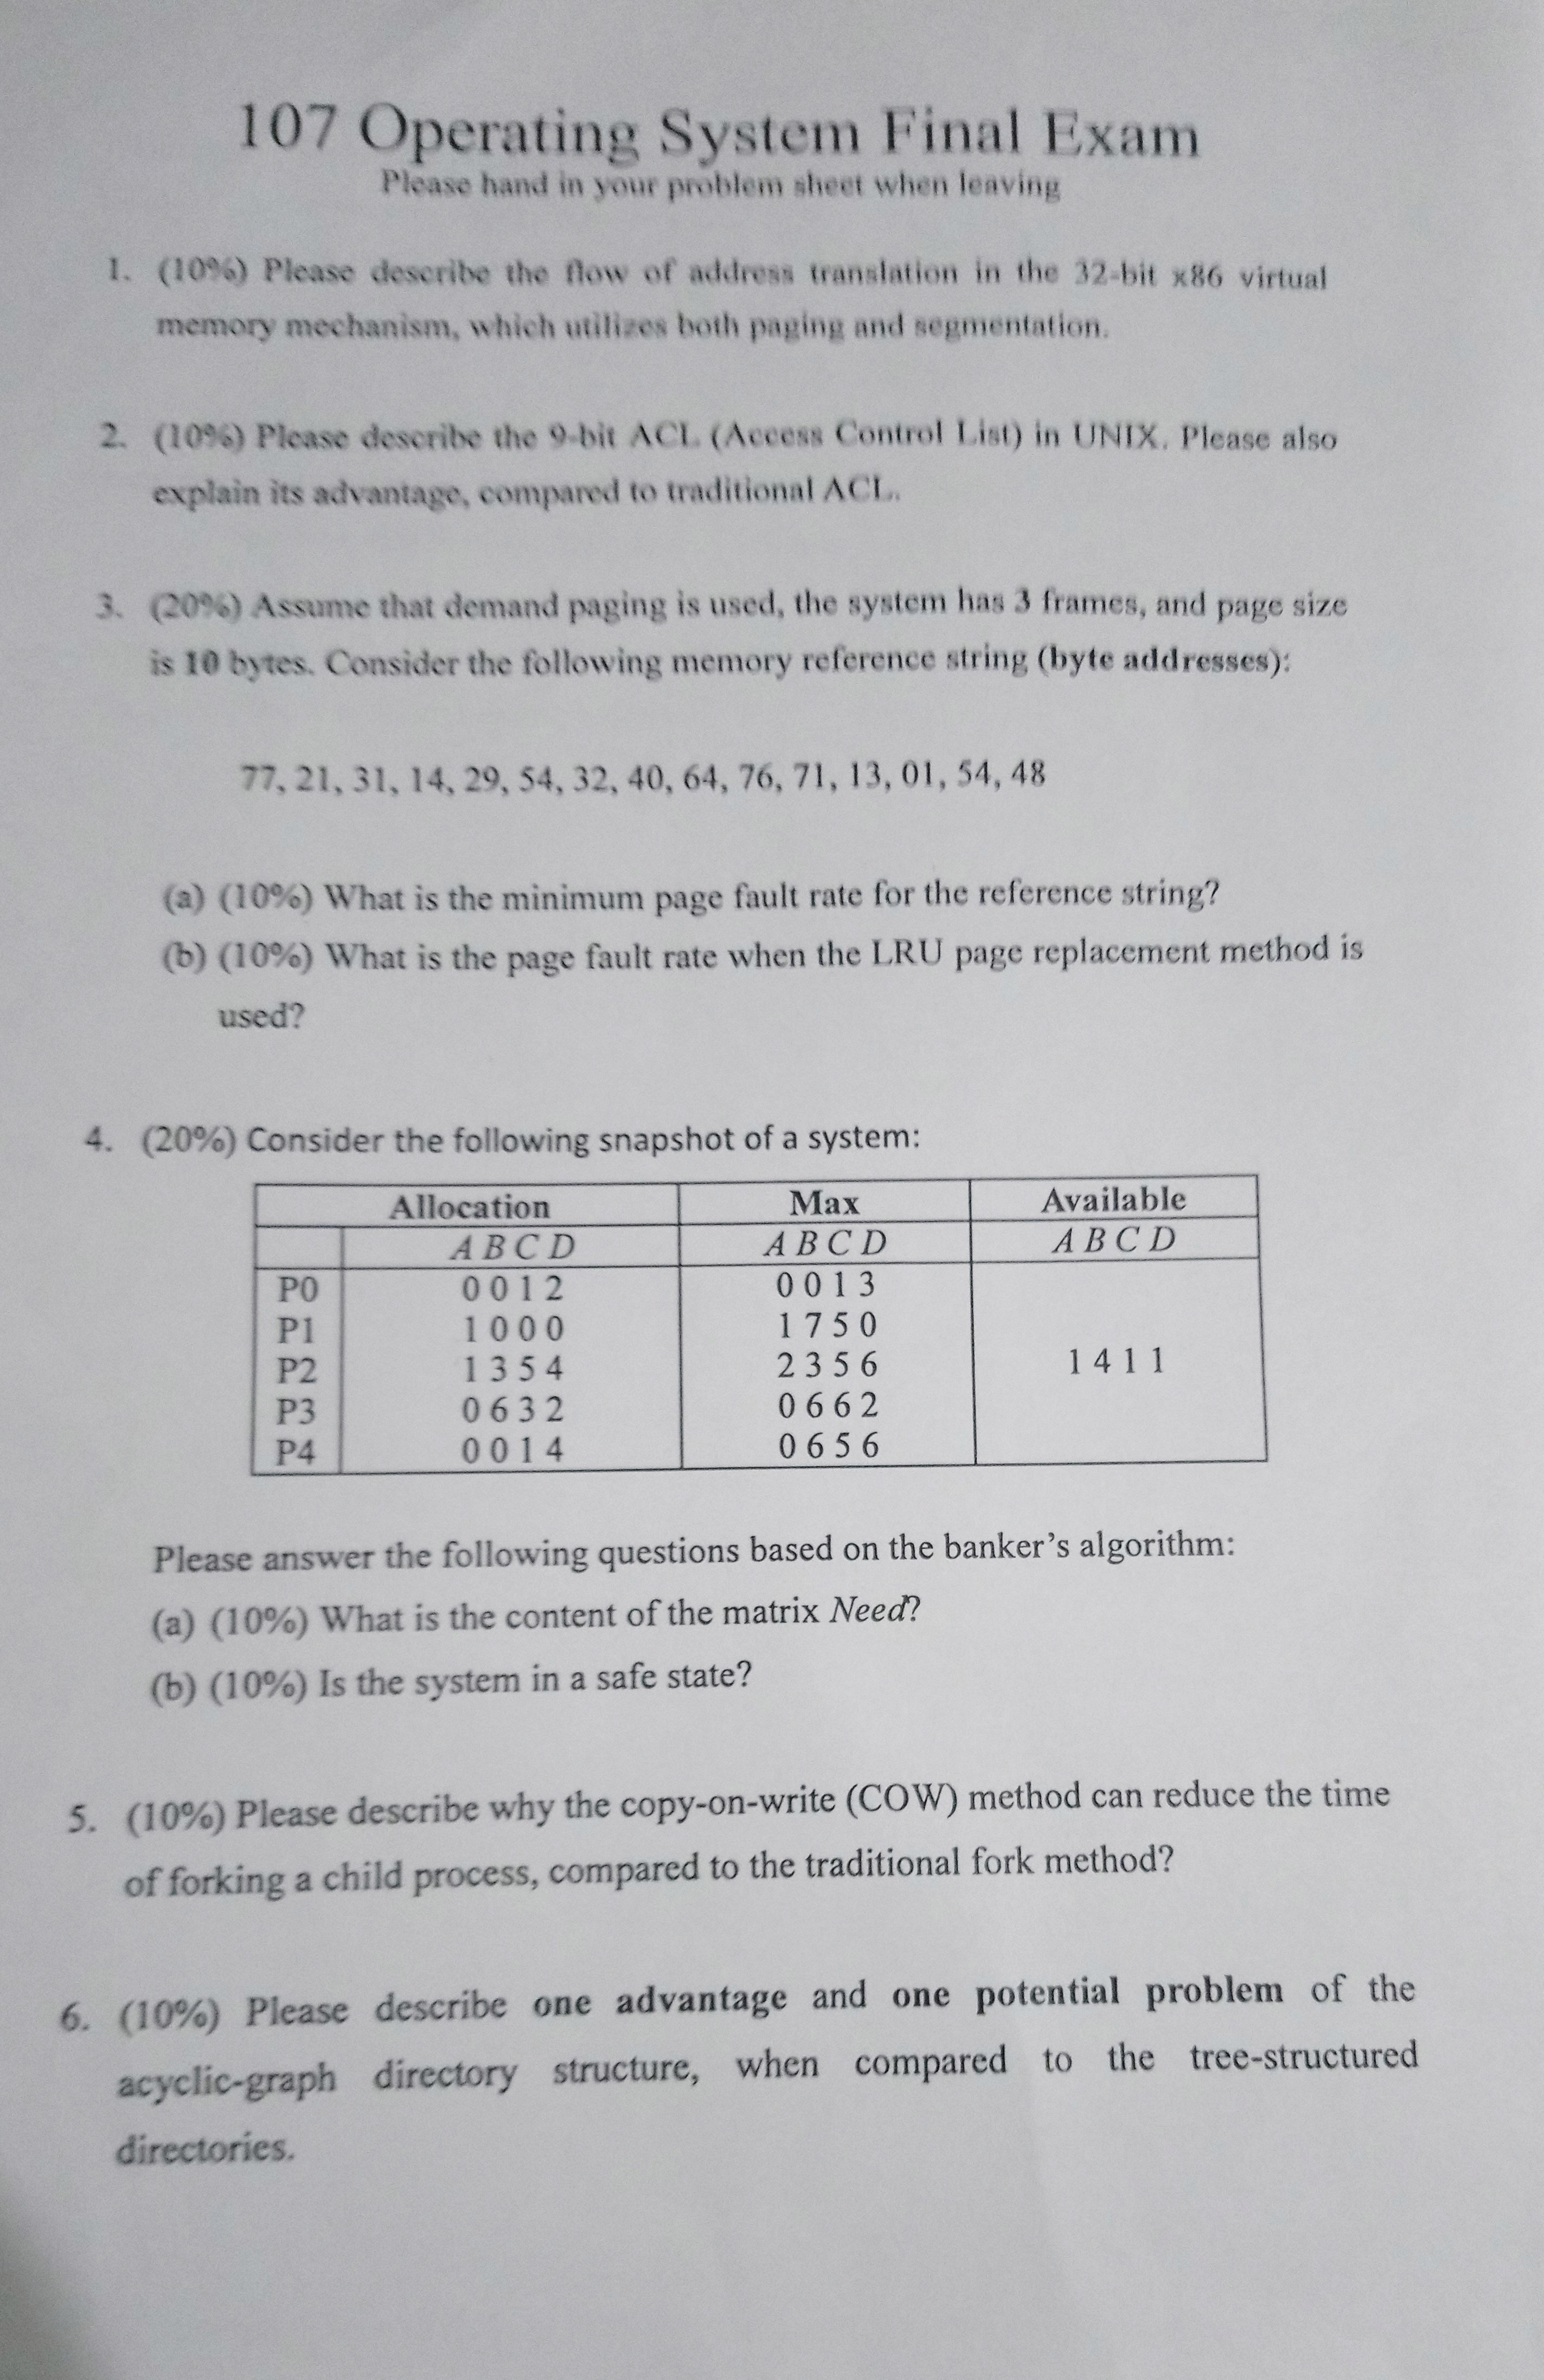 107 Operating System Final Exam
Please hand in your problem sheet when leaving
1. (10%) Please describe the flow of address translation in the 32-bit x86 virtual
memory mechanism, which utilizes both paging and segmentation.
2. (10%) Please describe the 9-bit ACL (Access Control List) in UNIX. Please also
explain its advantage, compared to traditional ACL.
3. (20%) Assume that demand paging is used, the system has 3 frames, and page size
is 10 bytes. Consider the following memory reference string (byte addresses):
77, 21, 31, 14, 29, 54, 32, 40, 64, 76, 71, 13, 01, 54, 48
(a) (10%) What is the minimum page fault rate for the reference string?
(b) (10%) What is the page fault rate when the LRU page replacement method is
used?
4. (20%) Consider the following snapshot of a system:
Allocation Max Available
A B C D A B C D A B C D
P0 0 0 1 2 0 0 1 3
P1 1 0 0 0 1 7 5 0
P2 1 3 5 4 2 3 5 6 1 4 1 1
P3 0 6 3 2 0 6 6 2
P4 0 0 1 4 0 6 5 6
Please answer the following questions based on the banker's algorithm:
(a) (10%) What is the content of the matrix Need?
(b) (10%) Is the system in a safe state?
5. (10%) Please describe why the copy-on-write (COW) method can reduce the time
of forking a child process, compared to the traditional fork method?
6. (10%) Please describe one advantage and one potential problem of the
acyclic-graph directory structure, when compared to the tree-structured
directories.